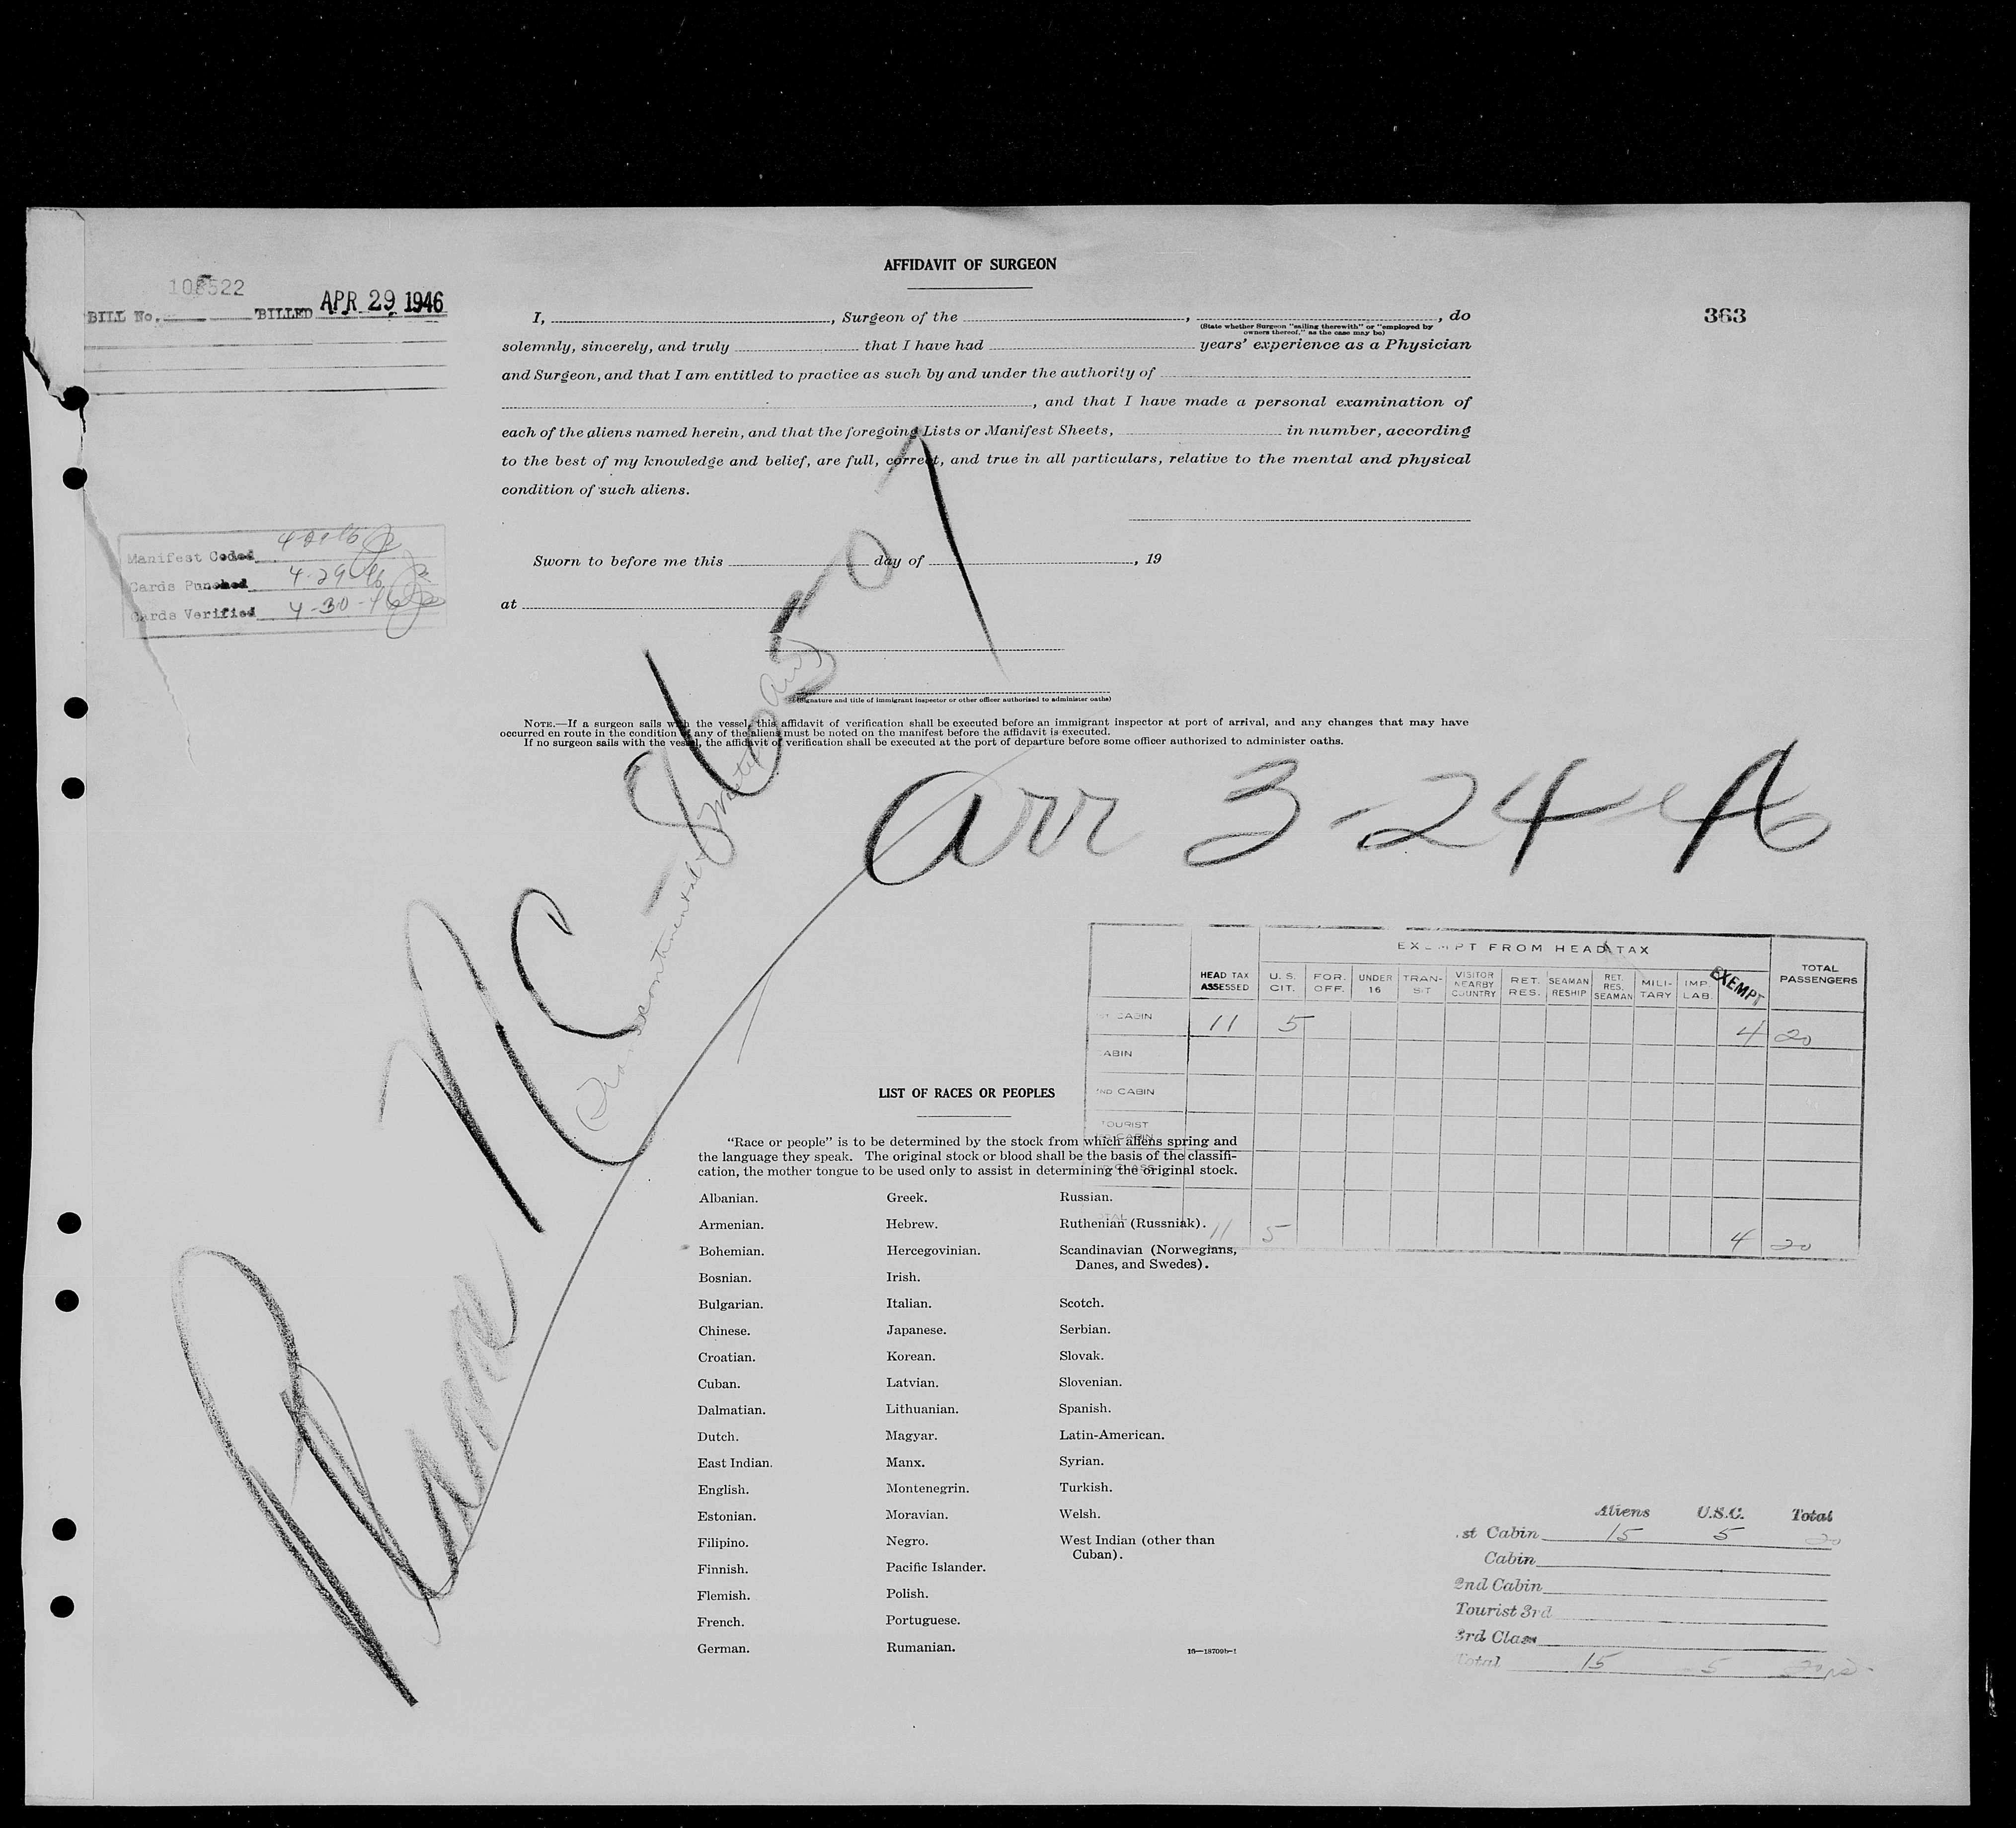 AFFIDAVIT OF SURGEON
BILL No. 108522 BILLED APR 29 1946
363
I, , Surgeon of the , , do
(State whether Surgeon "sailing therewith" or "employed by
owners thereof," as the case may be)
solemnly, sincerely, and truly that I have had years' experience as a Physician
and Surgeon, and that I am entitled to practice as such by and under the authority of
, and that I have made a personal examination of
each of the aliens named herein, and that the foregoing Lists or Manifest Sheets, in number, according
to the best of my knowledge and belief, are full, correct, and true in all particulars, relative to the mental and physical
condition of such aliens.
Manifest Coded
Cards Punched 4-29-46
Cards Verified 4-30-46
Sworn to before me this day of , 19
at
(Signature and title of immigrant inspector or other officer authorized to administer oaths)
NOTE.—If a surgeon sails with the vessel, this affidavit of verification shall be executed before an immigrant inspector at port of arrival, and any changes that may have
occurred en route in the condition of any of the aliens must be noted on the manifest before the affidavit is executed.
If no surgeon sails with the vessel, the affidavit of verification shall be executed at the port of departure before some officer authorized to administer oaths.
Plane NC-86501
arr 3-24-46
EXEMPT FROM HEAD TAX
HEAD TAX ASSESSED U. S. CIT. FOR. OFF. UNDER 16 TRAN-SIT VISITOR NEARBY COUNTRY RET. RES. SEAMAN RESHIP RET. RES. SEAMAN MILI-TARY IMP. LAB. EXEMPT TOTAL PASSENGERS
1ST CABIN 11 5 4 20
CABIN
2ND CABIN
TOURIST
TOTAL 11 5 4 20
LIST OF RACES OR PEOPLES
"Race or people" is to be determined by the stock from which aliens spring and
the language they speak. The original stock or blood shall be the basis of the classifi-
cation, the mother tongue to be used only to assist in determining the original stock.
Albanian. Greek. Russian.
Armenian. Hebrew. Ruthenian (Russniak).
Bohemian. Hercegovinian. Scandinavian (Norwegians,
Danes, and Swedes).
Bosnian. Irish.
Bulgarian. Italian. Scotch.
Chinese. Japanese. Serbian.
Croatian. Korean. Slovak.
Cuban. Latvian. Slovenian.
Dalmatian. Lithuanian. Spanish.
Dutch. Magyar. Latin-American.
East Indian. Manx. Syrian.
English. Montenegrin. Turkish.
Estonian. Moravian. Welsh.
Filipino. Negro. West Indian (other than
Cuban).
Finnish. Pacific Islander.
Flemish. Polish.
French. Portuguese.
German. Rumanian.
16—18709b-1
Aliens U.S.C. Total
1st Cabin 15 5 20
Cabin
2nd Cabin
Tourist 3rd
3rd Class
Total 15 5